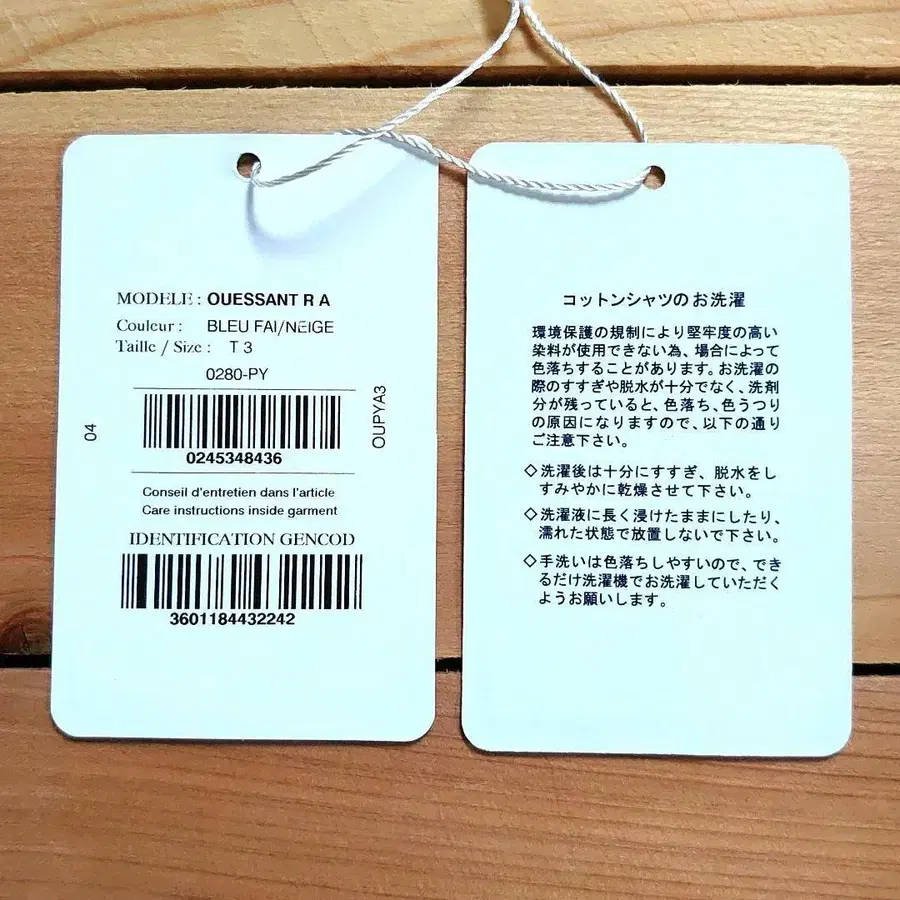 MODELE : OUESSANT R A
Couleur : BLEU FAI/NEIGE
Taille / Size : T 3
0280-PY
04
OUPYA3
0245348436
Conseil d'entretien dans l'article
Care instructions inside garment
IDENTIFICATION GENCOD
3601184432242
コットンシャツのお洗濯
環境保護の規制により堅牢度の高い
染料が使用できない為、場合によって
色落ちすることがあります。お洗濯の
際のすすぎや脱水が十分でなく、洗剤
分が残っていると、色落ち、色うつり
の原因になりますので、以下の通り
ご注意下さい。
◇洗濯後は十分にすすぎ、脱水をし
すみやかに乾燥させて下さい。
◇洗濯液に長く浸けたままにしたり、
濡れた状態で放置しないで下さい。
◇手洗いは色落ちしやすいので、でき
るだけ洗濯機でお洗濯していただく
ようお願いします。